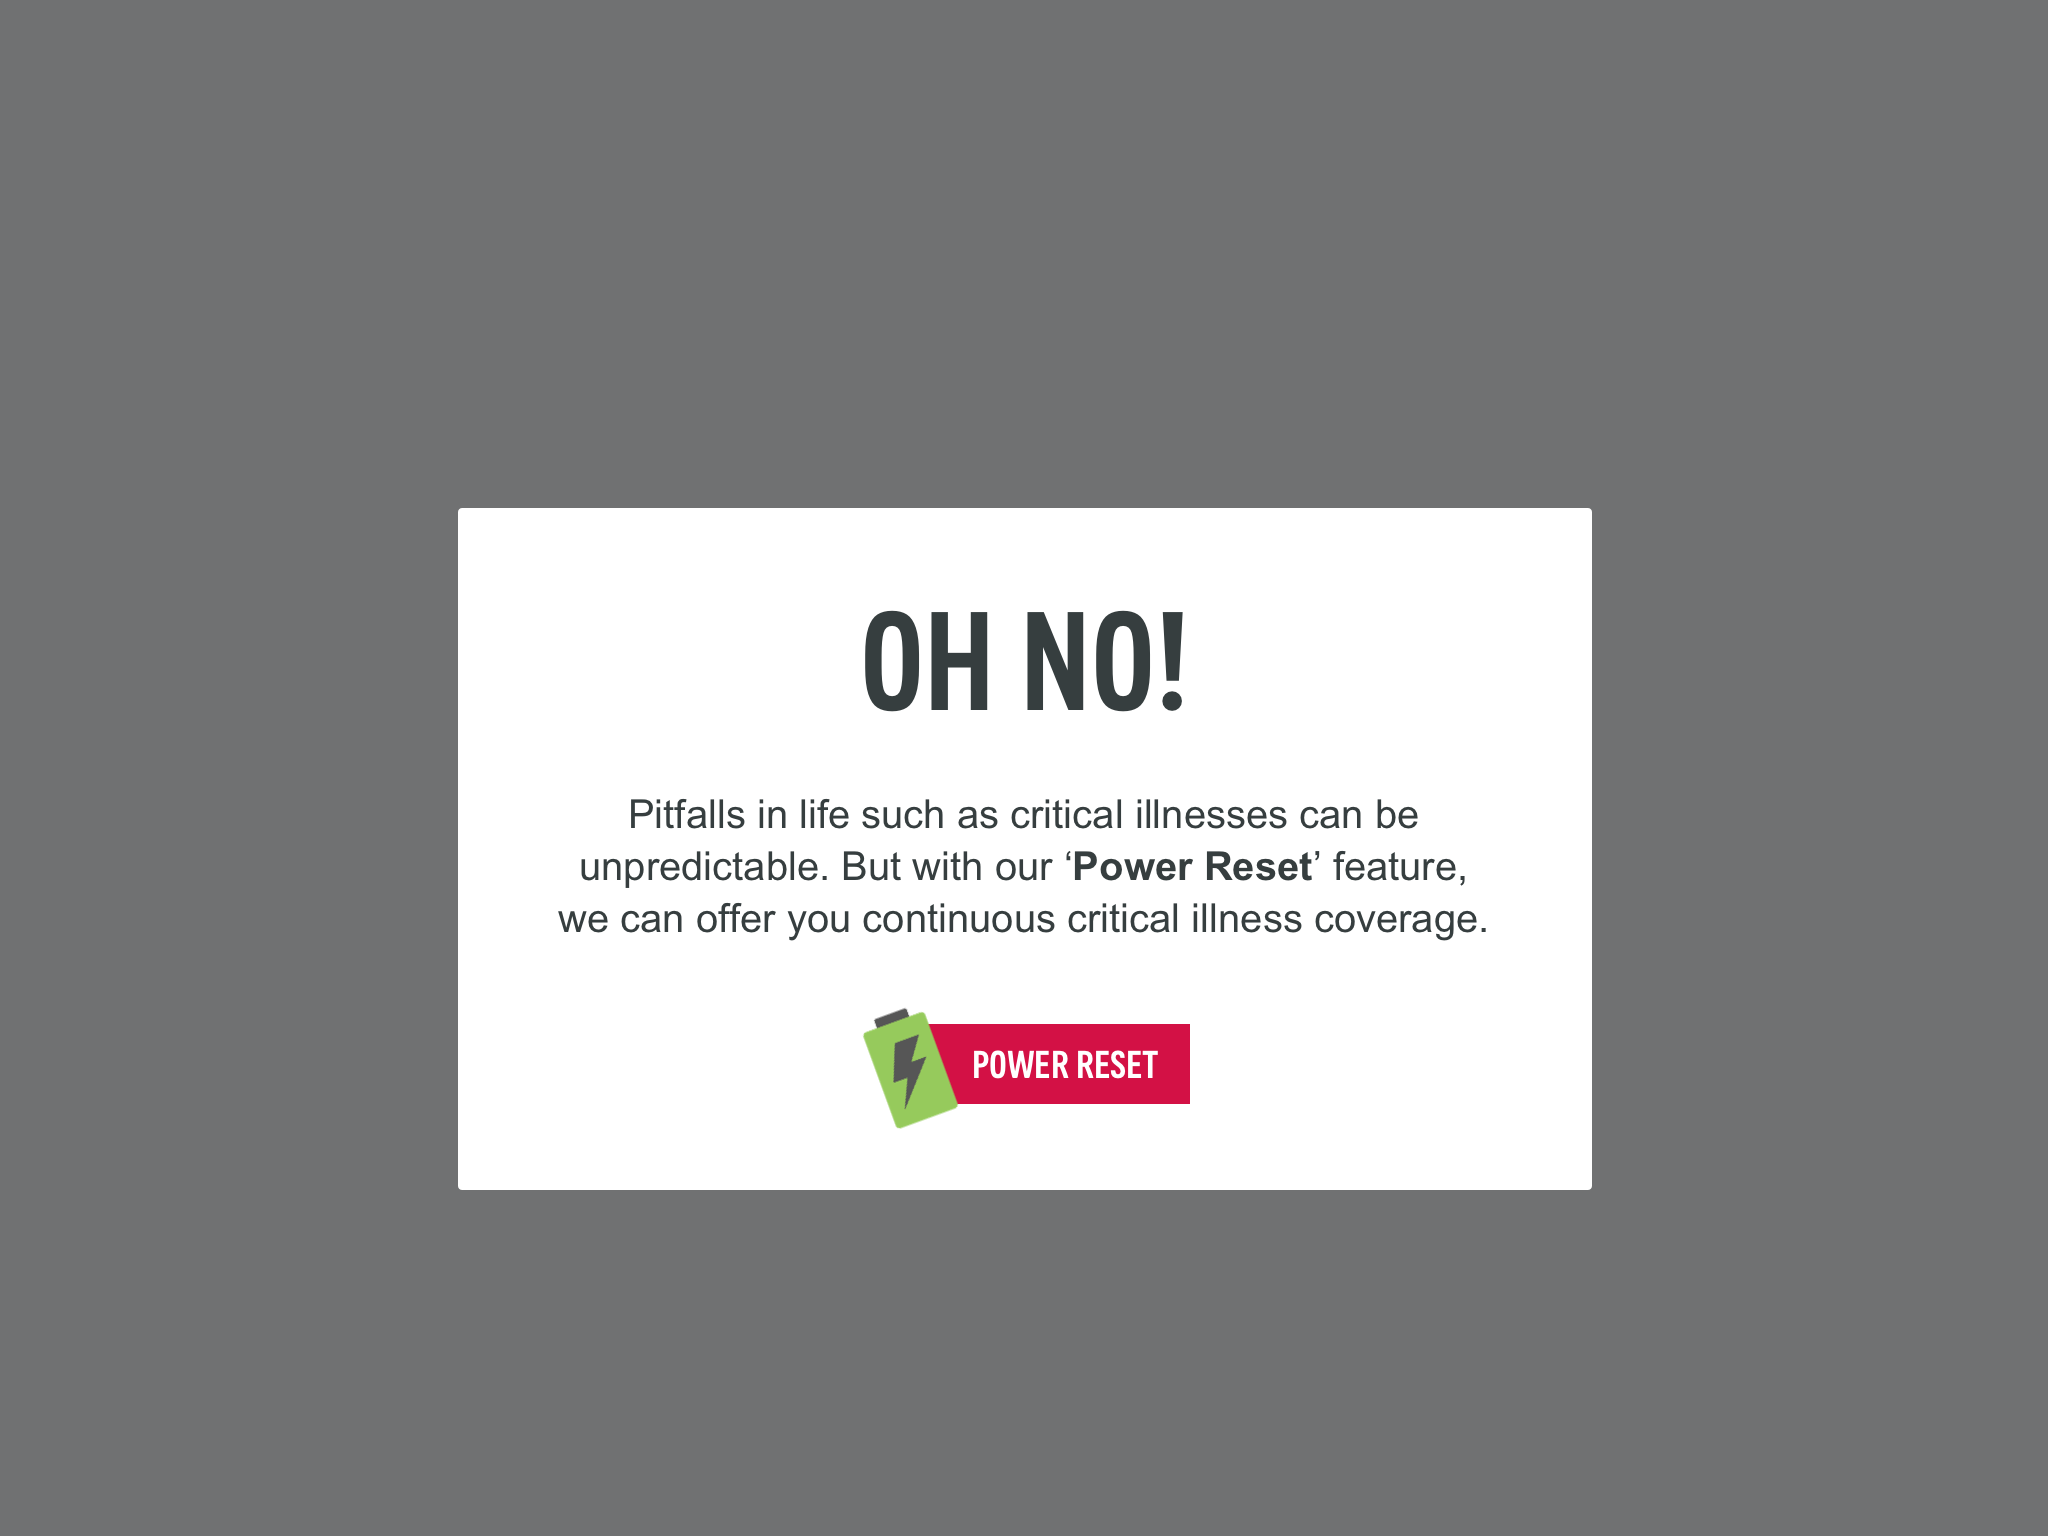 OH NO!
Pitfalls in life such as critical illnesses can be
unpredictable. But with our ‘Power Reset’ feature,
we can offer you continuous critical illness coverage.
POWER RESET